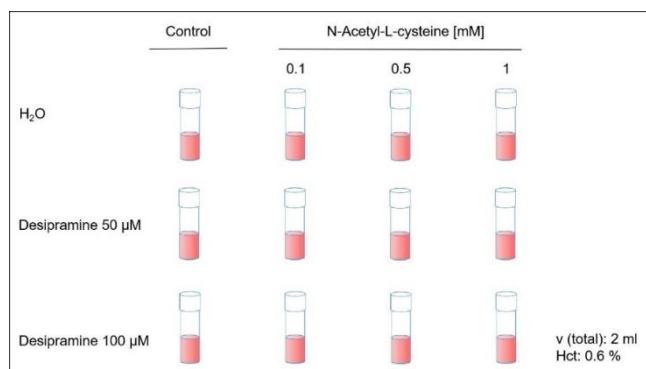 Control N-Acetyl-L-cysteine [mM]
0.1 0.5 1
H₂O
Desipramine 50 µM
Desipramine 100 µM
v (total): 2 ml
Hct: 0.6 %